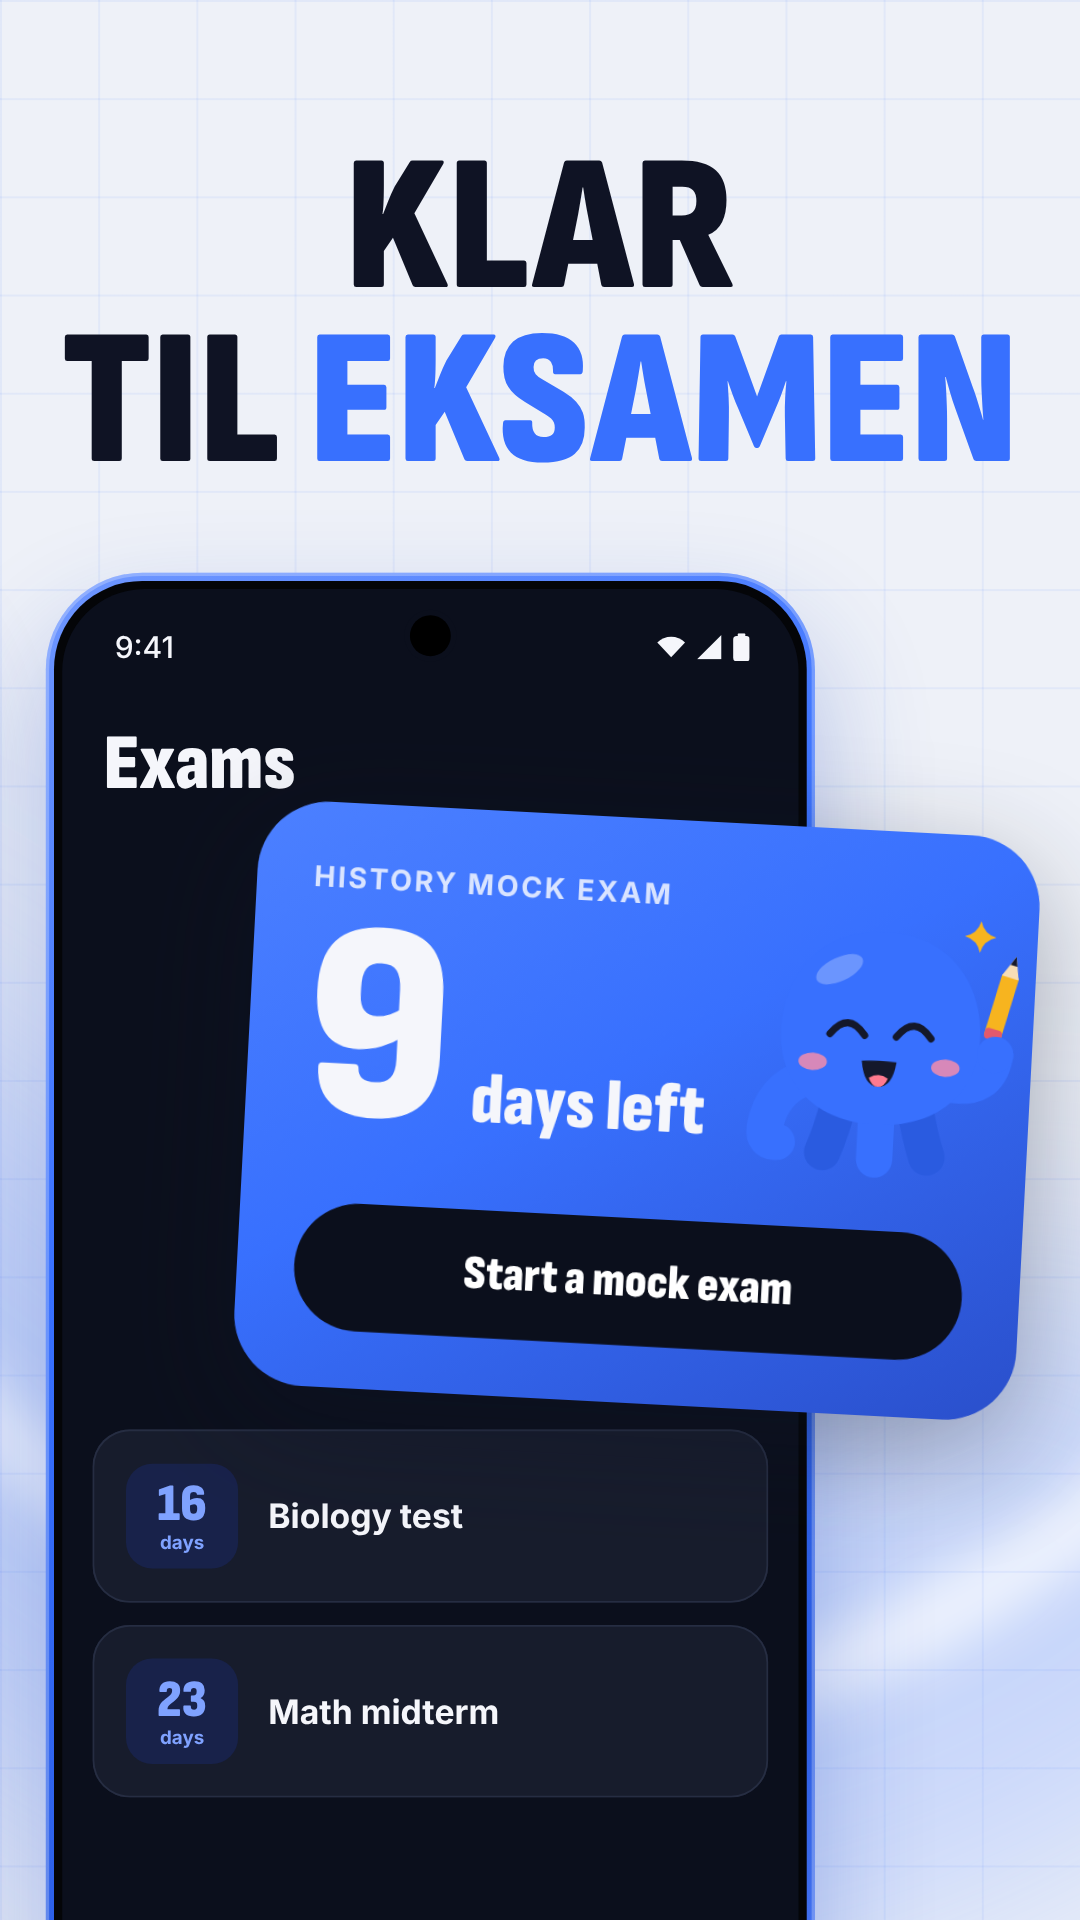 KLAR
TIL EKSAMEN
9:41
Exams
HISTORY MOCK EXAM
9 days left
Start a mock exam
16
days
Biology test
23
days
Math midterm